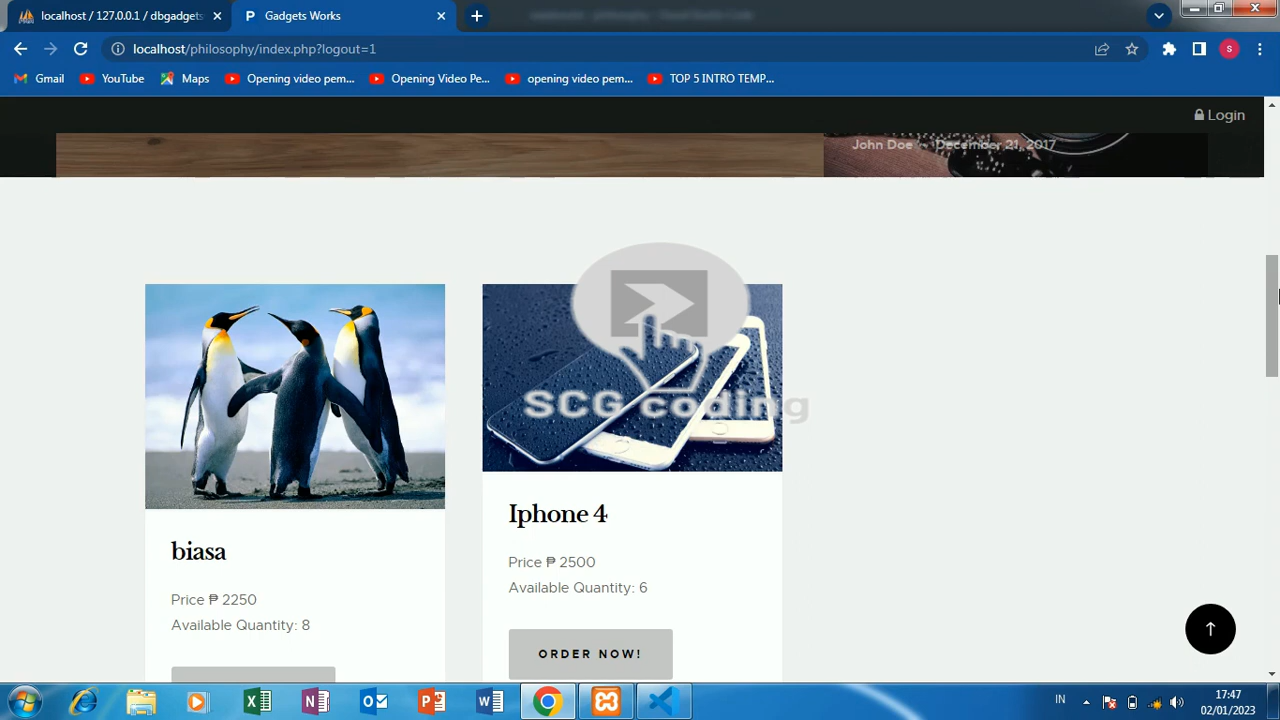 localhost / 127.0.0.1 / dbgadgets
Gadgets Works
localhost/philosophy/index.php?logout=1
Gmail
YouTube
Maps
Opening video pem...
Opening Video Pe...
opening video pem...
TOP 5 INTRO TEMP...
Login
John Doe
December 21, 2017
SCG coding
biasa
Price ₱ 2250
Available Quantity: 8
Iphone 4
Price ₱ 2500
Available Quantity: 6
ORDER NOW!
IN
17:47
02/01/2023